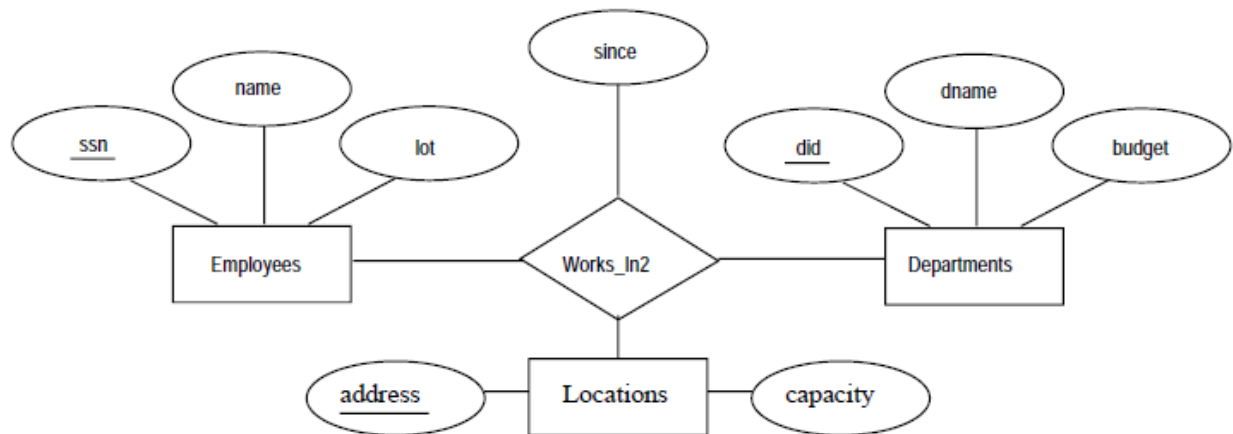 since
name
dname
ssn
lot
did
budget
Employees
Works_In2
Departments
address
Locations
capacity